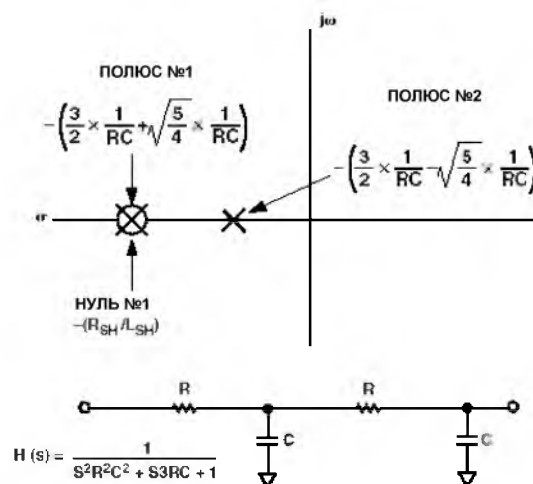 jω
ПОЛЮС №1
-(3/2 × 1/RC + √5/4 × 1/RC)
ПОЛЮС №2
-(3/2 × 1/RC - √5/4 × 1/RC)
σ
НУЛЬ №1
-(R_SH/L_SH)
R R
C C
H (s) = 1 / S²R²C² + S3RC + 1